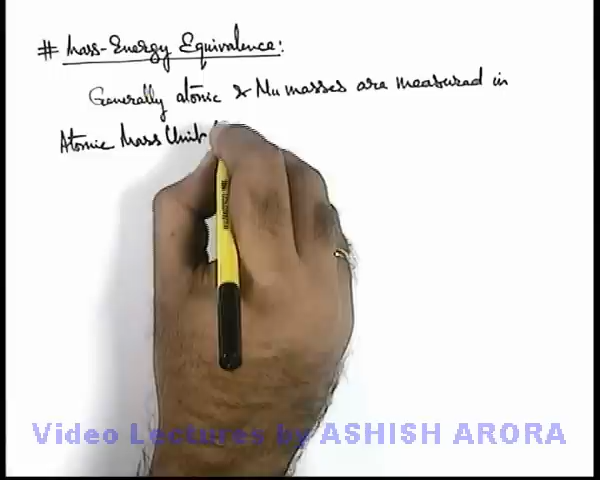 # Mass-Energy Equivalence:
Generally atomic & Nu masses are measured in
Atomic Mass Unit (
Video Lectures by ASHISH ARORA